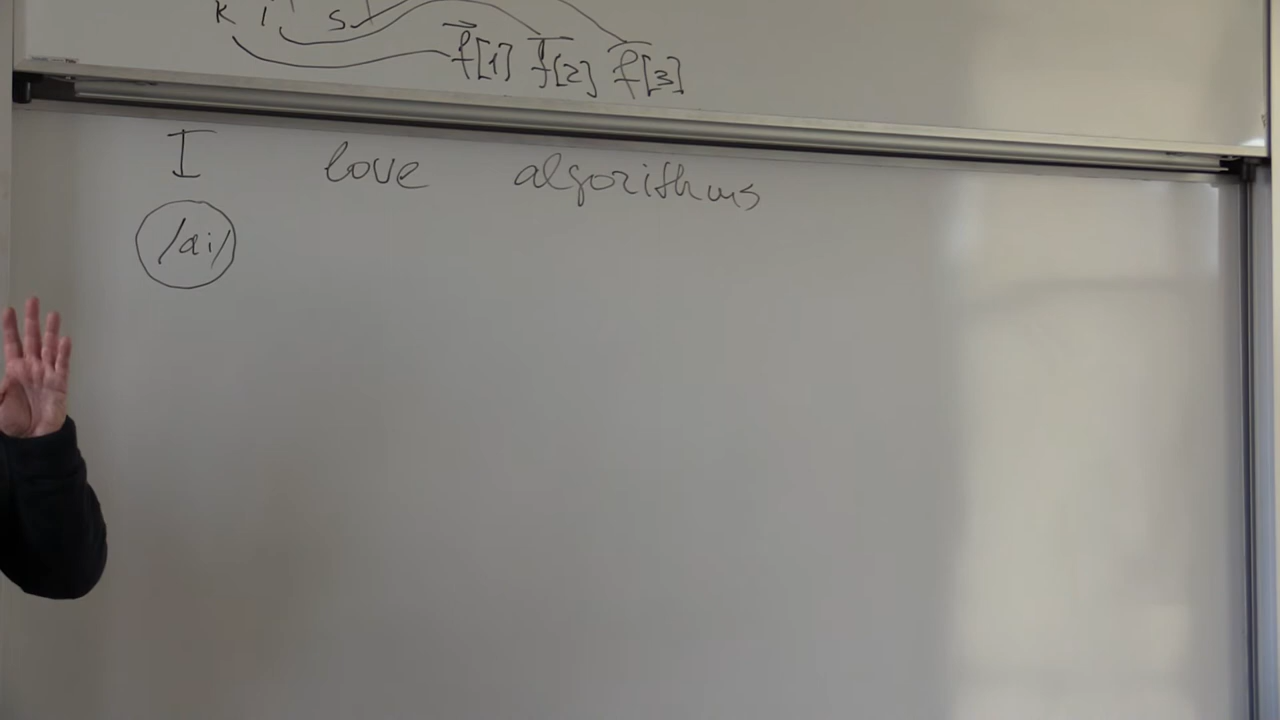 k i s
f[1] f[2] f[3]
I love algorithms
/ai/